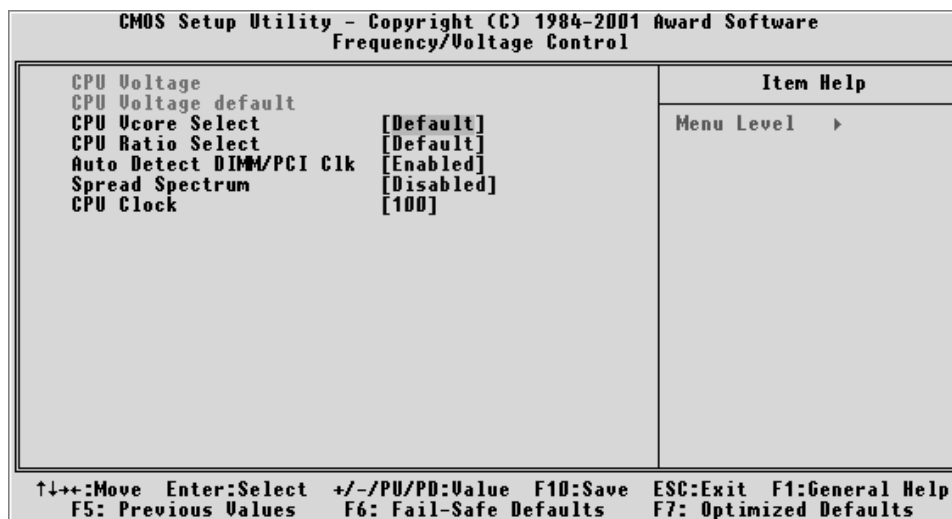 CMOS Setup Utility - Copyright (C) 1984-2001 Award Software
Frequency/Voltage Control
CPU Voltage
CPU Voltage default
CPU Vcore Select [Default]
CPU Ratio Select [Default]
Auto Detect DIMM/PCI Clk [Enabled]
Spread Spectrum [Disabled]
CPU Clock [100]
Item Help
Menu Level ▸
↑↓→←:Move Enter:Select +/-/PU/PD:Value F10:Save ESC:Exit F1:General Help
F5: Previous Values F6: Fail-Safe Defaults F7: Optimized Defaults